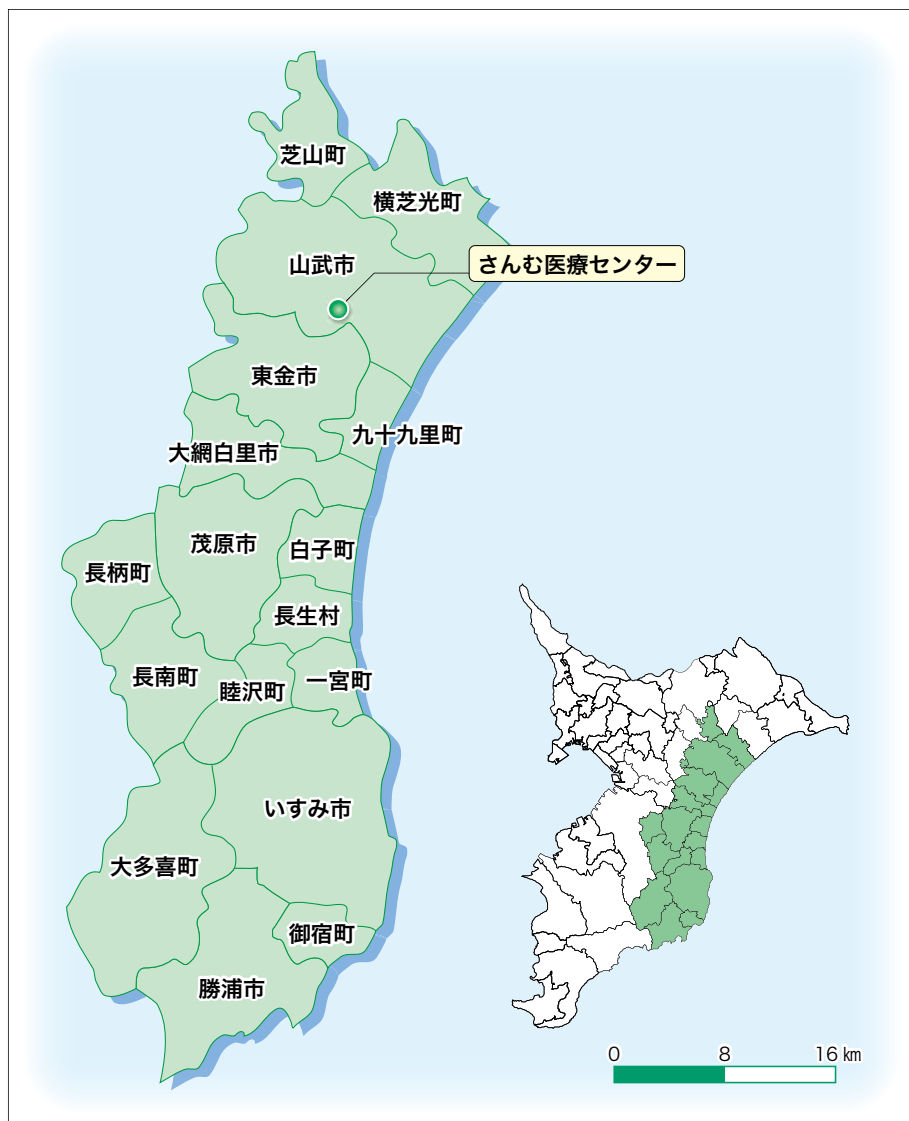 芝山町
横芝光町
山武市
さんむ医療センター
東金市
九十九里町
大網白里市
茂原市
白子町
長柄町
長生村
長南町
睦沢町
一宮町
いすみ市
大多喜町
御宿町
勝浦市
0 8 16 km